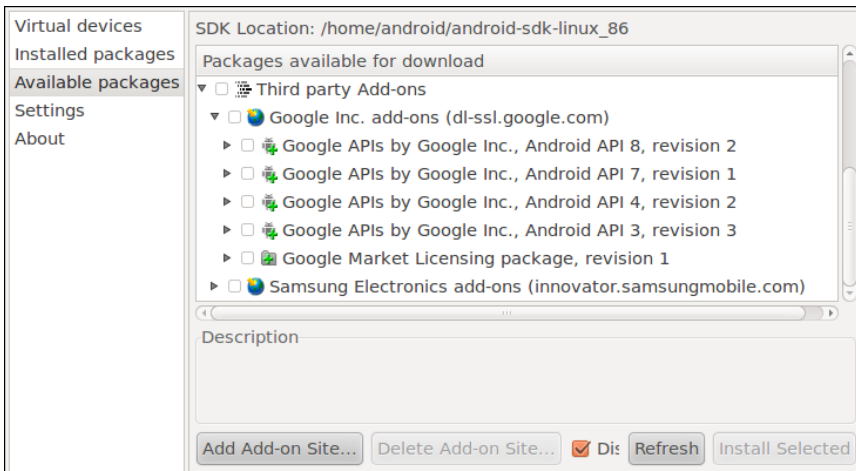 Virtual devices
Installed packages
Available packages
Settings
About
SDK Location: /home/android/android-sdk-linux_86
Packages available for download
Third party Add-ons
Google Inc. add-ons (dl-ssl.google.com)
Google APIs by Google Inc., Android API 8, revision 2
Google APIs by Google Inc., Android API 7, revision 1
Google APIs by Google Inc., Android API 4, revision 2
Google APIs by Google Inc., Android API 3, revision 3
Google Market Licensing package, revision 1
Samsung Electronics add-ons (innovator.samsungmobile.com)
Description
Add Add-on Site... Delete Add-on Site... Dis Refresh Install Selected